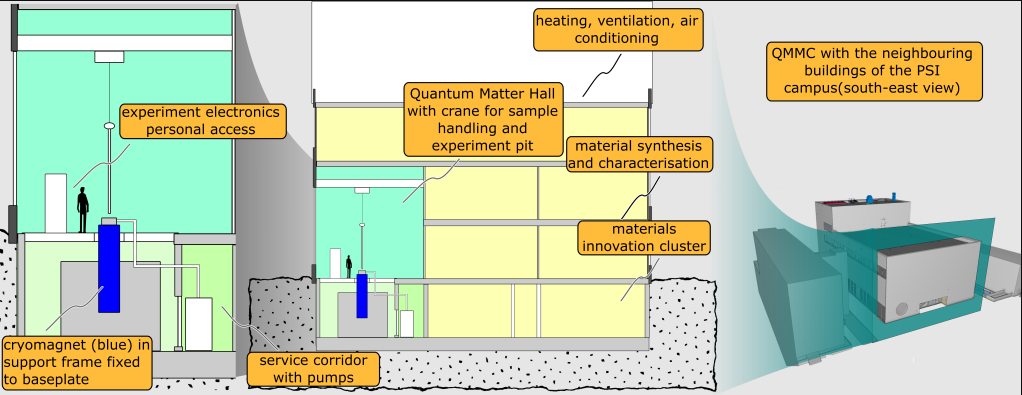 experiment electronics
personal access
cryomagnet (blue) in
support frame fixed
to baseplate
service corridor
with pumps
heating, ventilation, air
conditioning
Quantum Matter Hall
with crane for sample
handling and
experiment pit
material synthesis
and characterisation
materials
innovation cluster
QMMC with the neighbouring
buildings of the PSI
campus(south-east view)